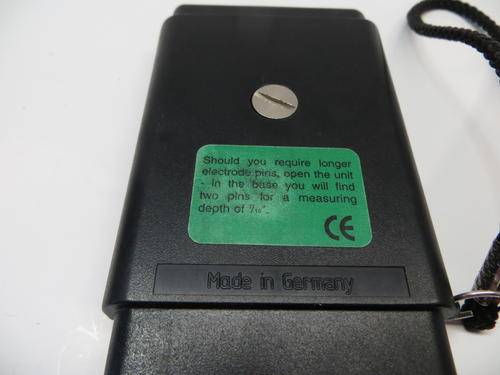 Should you require longer
electrode pins, open the unit
- in the base you will find
two pins for a measuring
depth of 7/16".
CE
Made in Germany